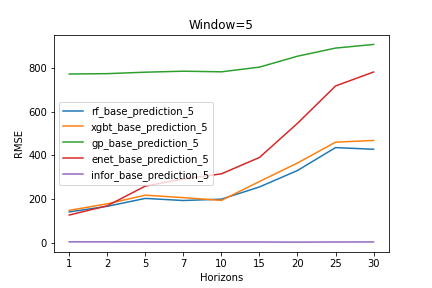 Window=5
800
600
400
200
0
RMSE
rf_base_prediction_5
xgbt_base_prediction_5
gp_base_prediction_5
enet_base_prediction_5
infor_base_prediction_5
1 2 5 7 10 15 20 25 30
Horizons